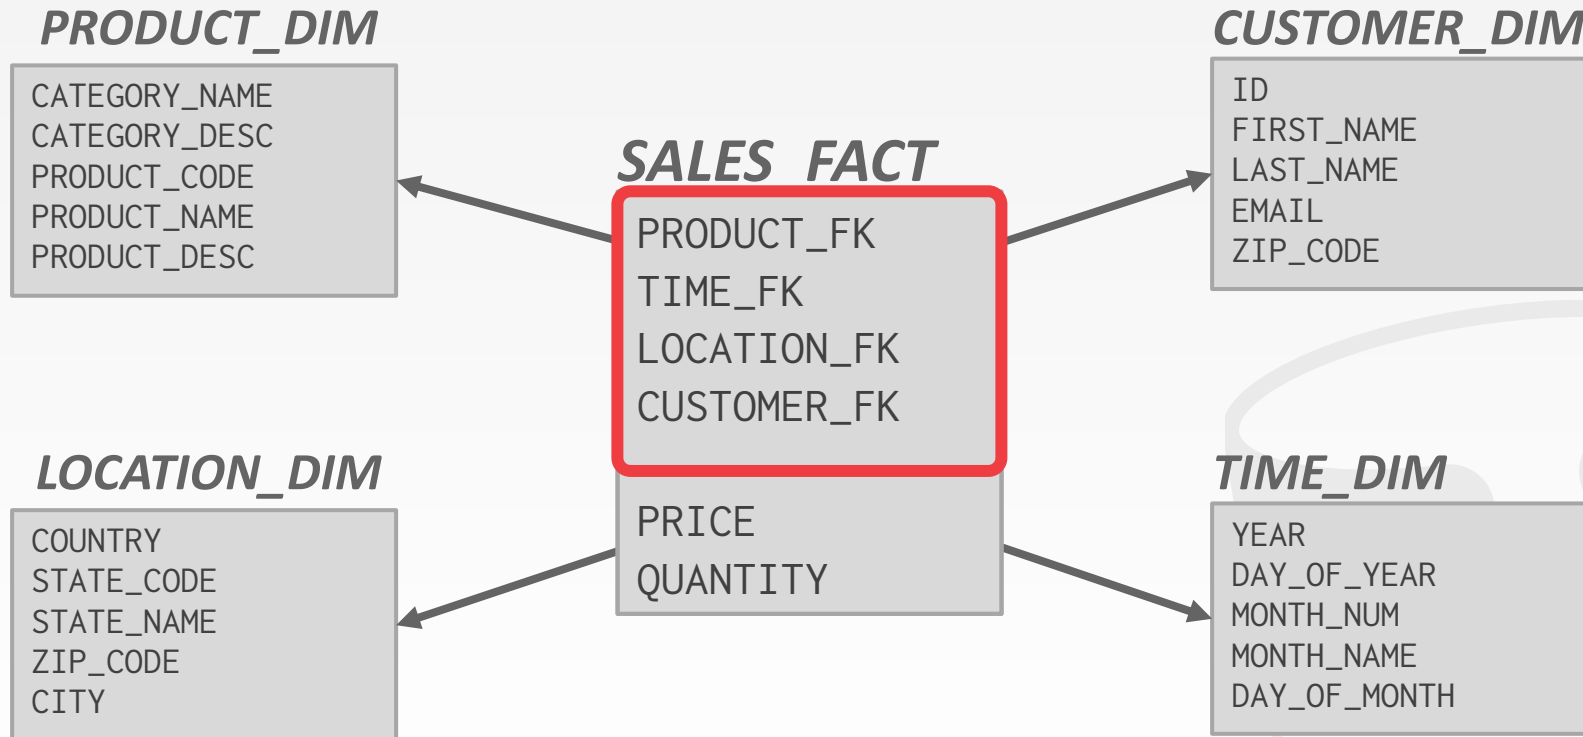 PRODUCT_DIM
CATEGORY_NAME
CATEGORY_DESC
PRODUCT_CODE
PRODUCT_NAME
PRODUCT_DESC
CUSTOMER_DIM
ID
FIRST_NAME
LAST_NAME
EMAIL
ZIP_CODE
SALES_FACT
PRODUCT_FK
TIME_FK
LOCATION_FK
CUSTOMER_FK
PRICE
QUANTITY
LOCATION_DIM
COUNTRY
STATE_CODE
STATE_NAME
ZIP_CODE
CITY
TIME_DIM
YEAR
DAY_OF_YEAR
MONTH_NUM
MONTH_NAME
DAY_OF_MONTH